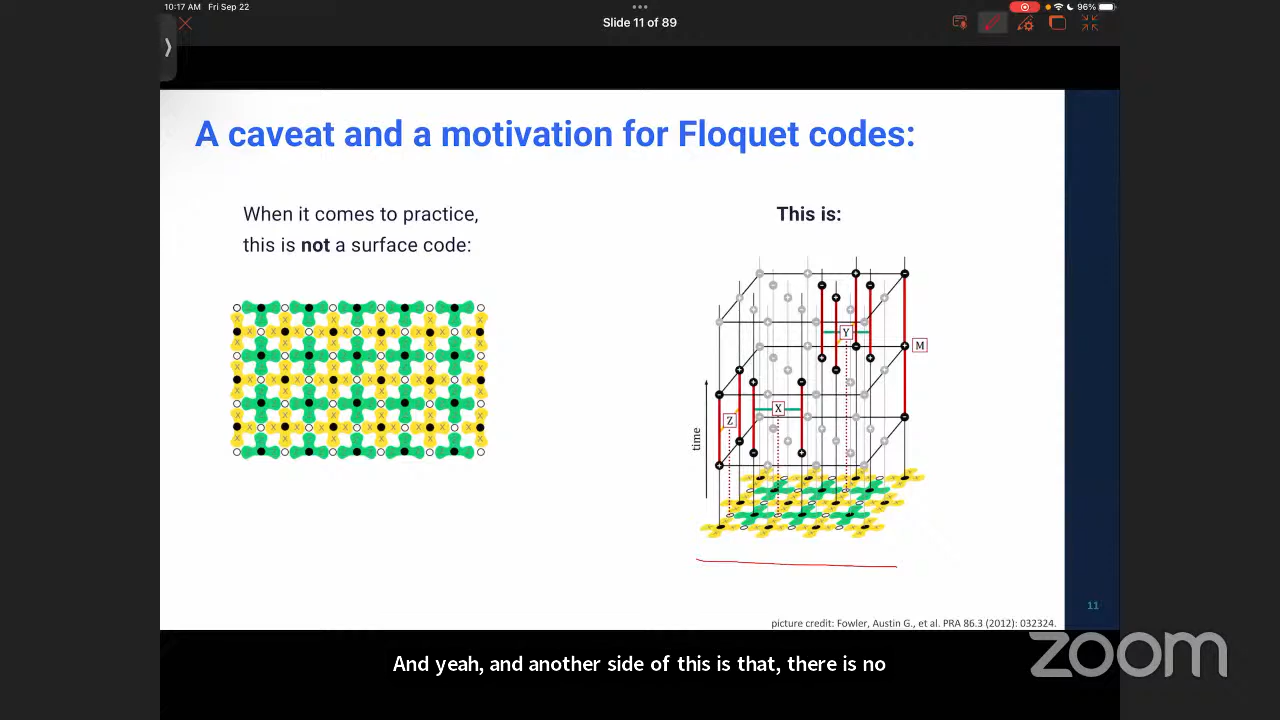 10:17 AM Fri Sep 22
96%
Slide 11 of 89
A caveat and a motivation for Floquet codes:
When it comes to practice,
this is not a surface code:
This is:
Y
M
X
Z
time
11
picture credit: Fowler, Austin G., et al. PRA 86.3 (2012): 032324.
And yeah, and another side of this is that, there is no
zoom